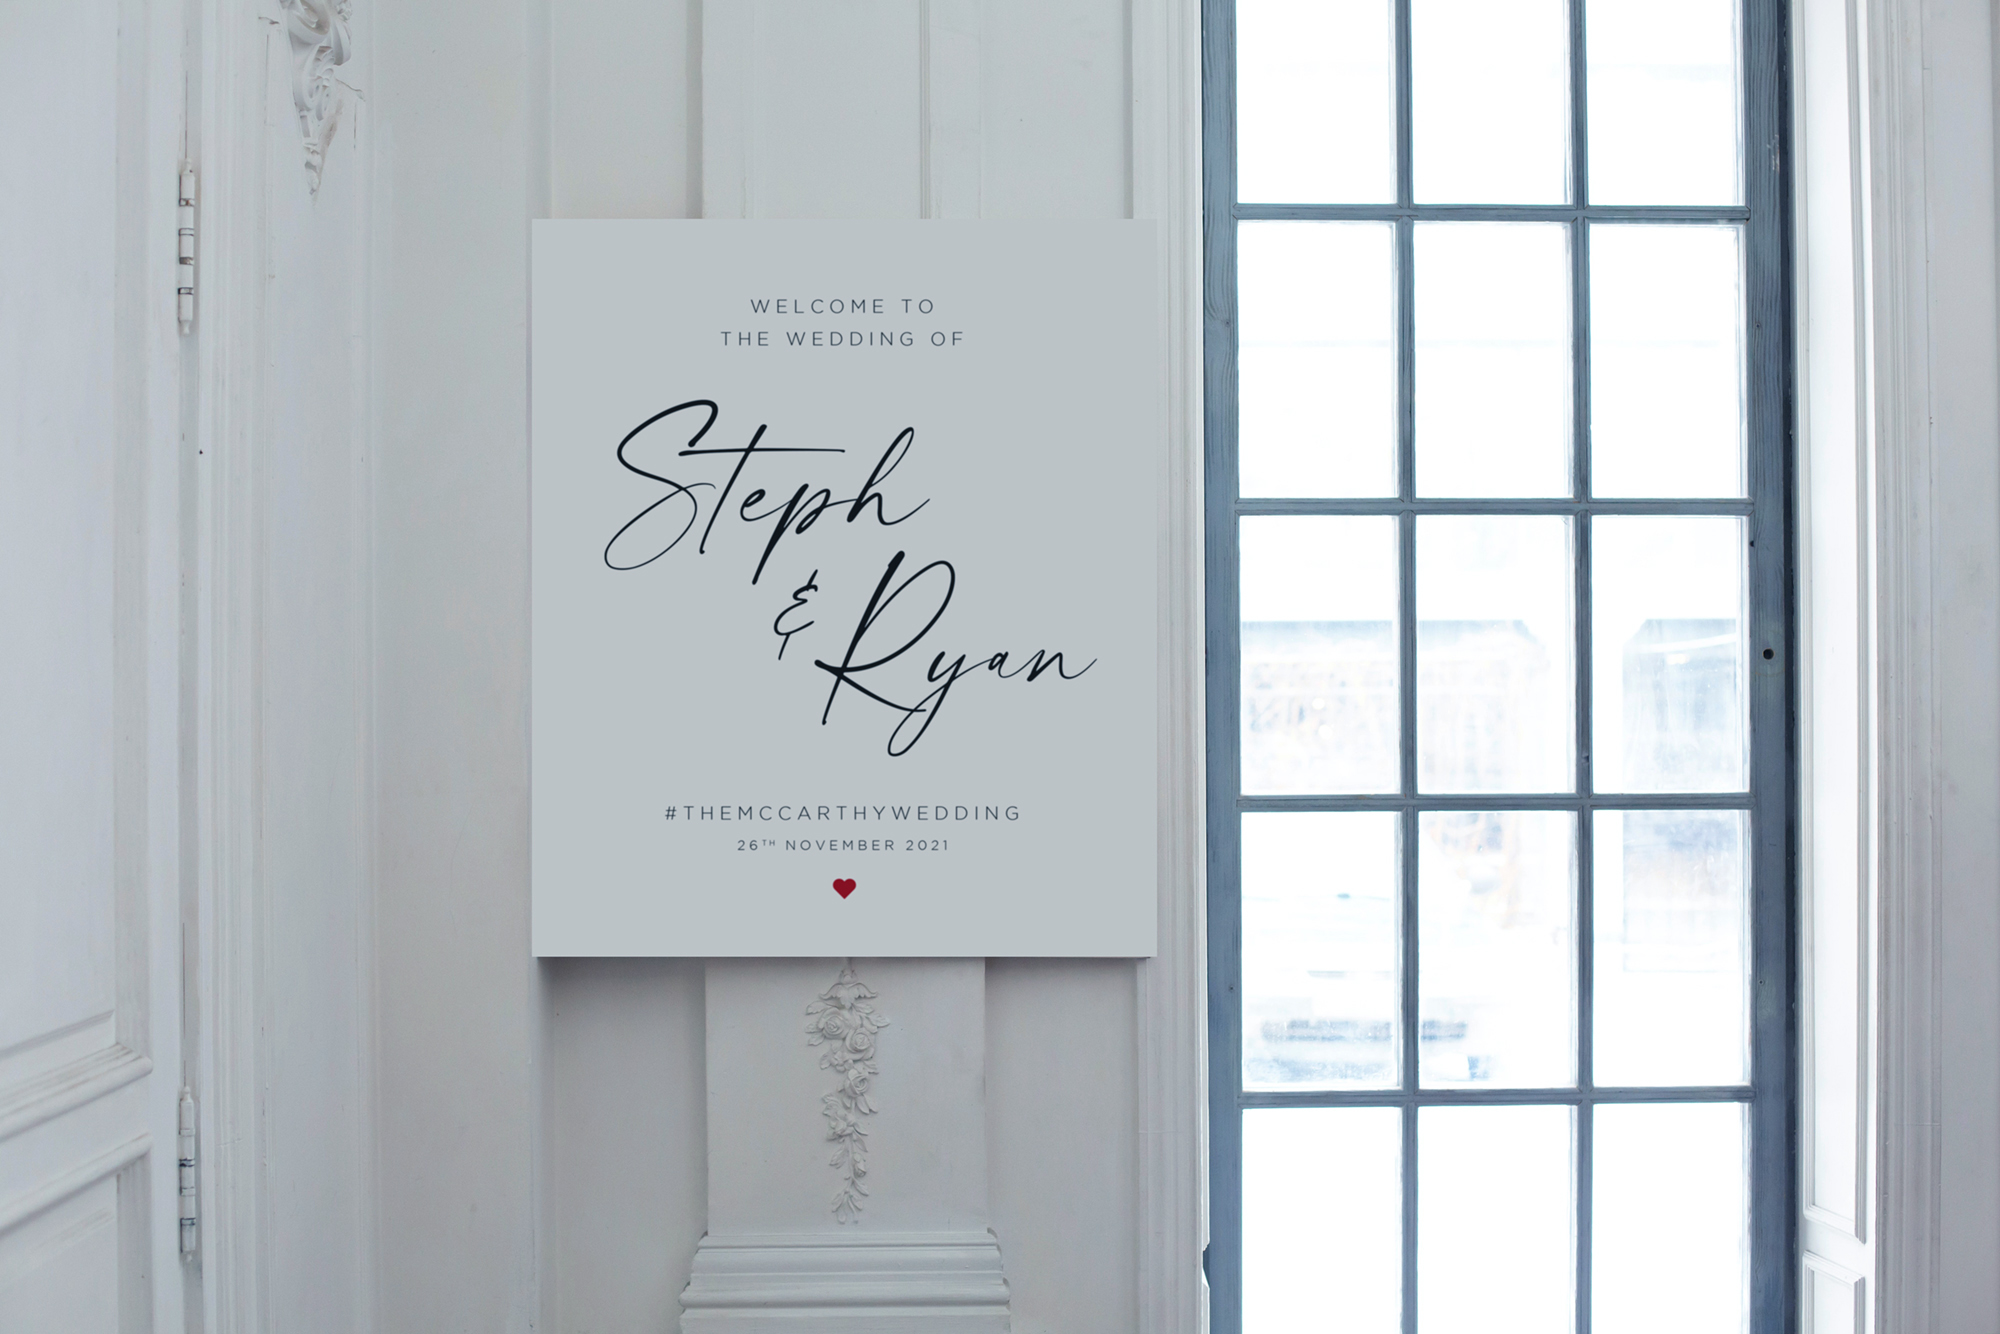 WELCOME TO
THE WEDDING OF
Steph
& Ryan
#THEMCCARTHYWEDDING
26TH NOVEMBER 2021